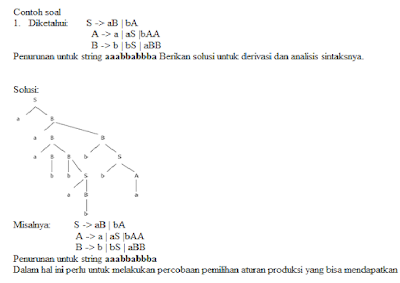 Contoh soal
1. Diketahui: S -> aB | bA
A -> a | aS |bAA
B -> b | bS | aBB
Penurunan untuk string aaabbabbba Berikan solusi untuk derivasi dan analisis sintaksnya.
Solusi:
S
a B
a B B
a B B b S
b b S b A
a B a
b
Misalnya: S -> aB | bA
A -> a | aS |bAA
B -> b | bS | aBB
Penurunan untuk string aaabbabbba
Dalam hal ini perlu untuk melakukan percobaan pemilihan aturan produksi yang bisa mendapatkan